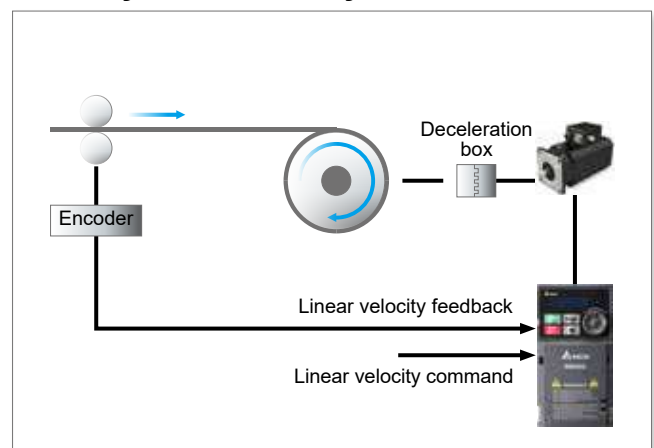 Deceleration
box
Encoder
Linear velocity feedback
Linear velocity command